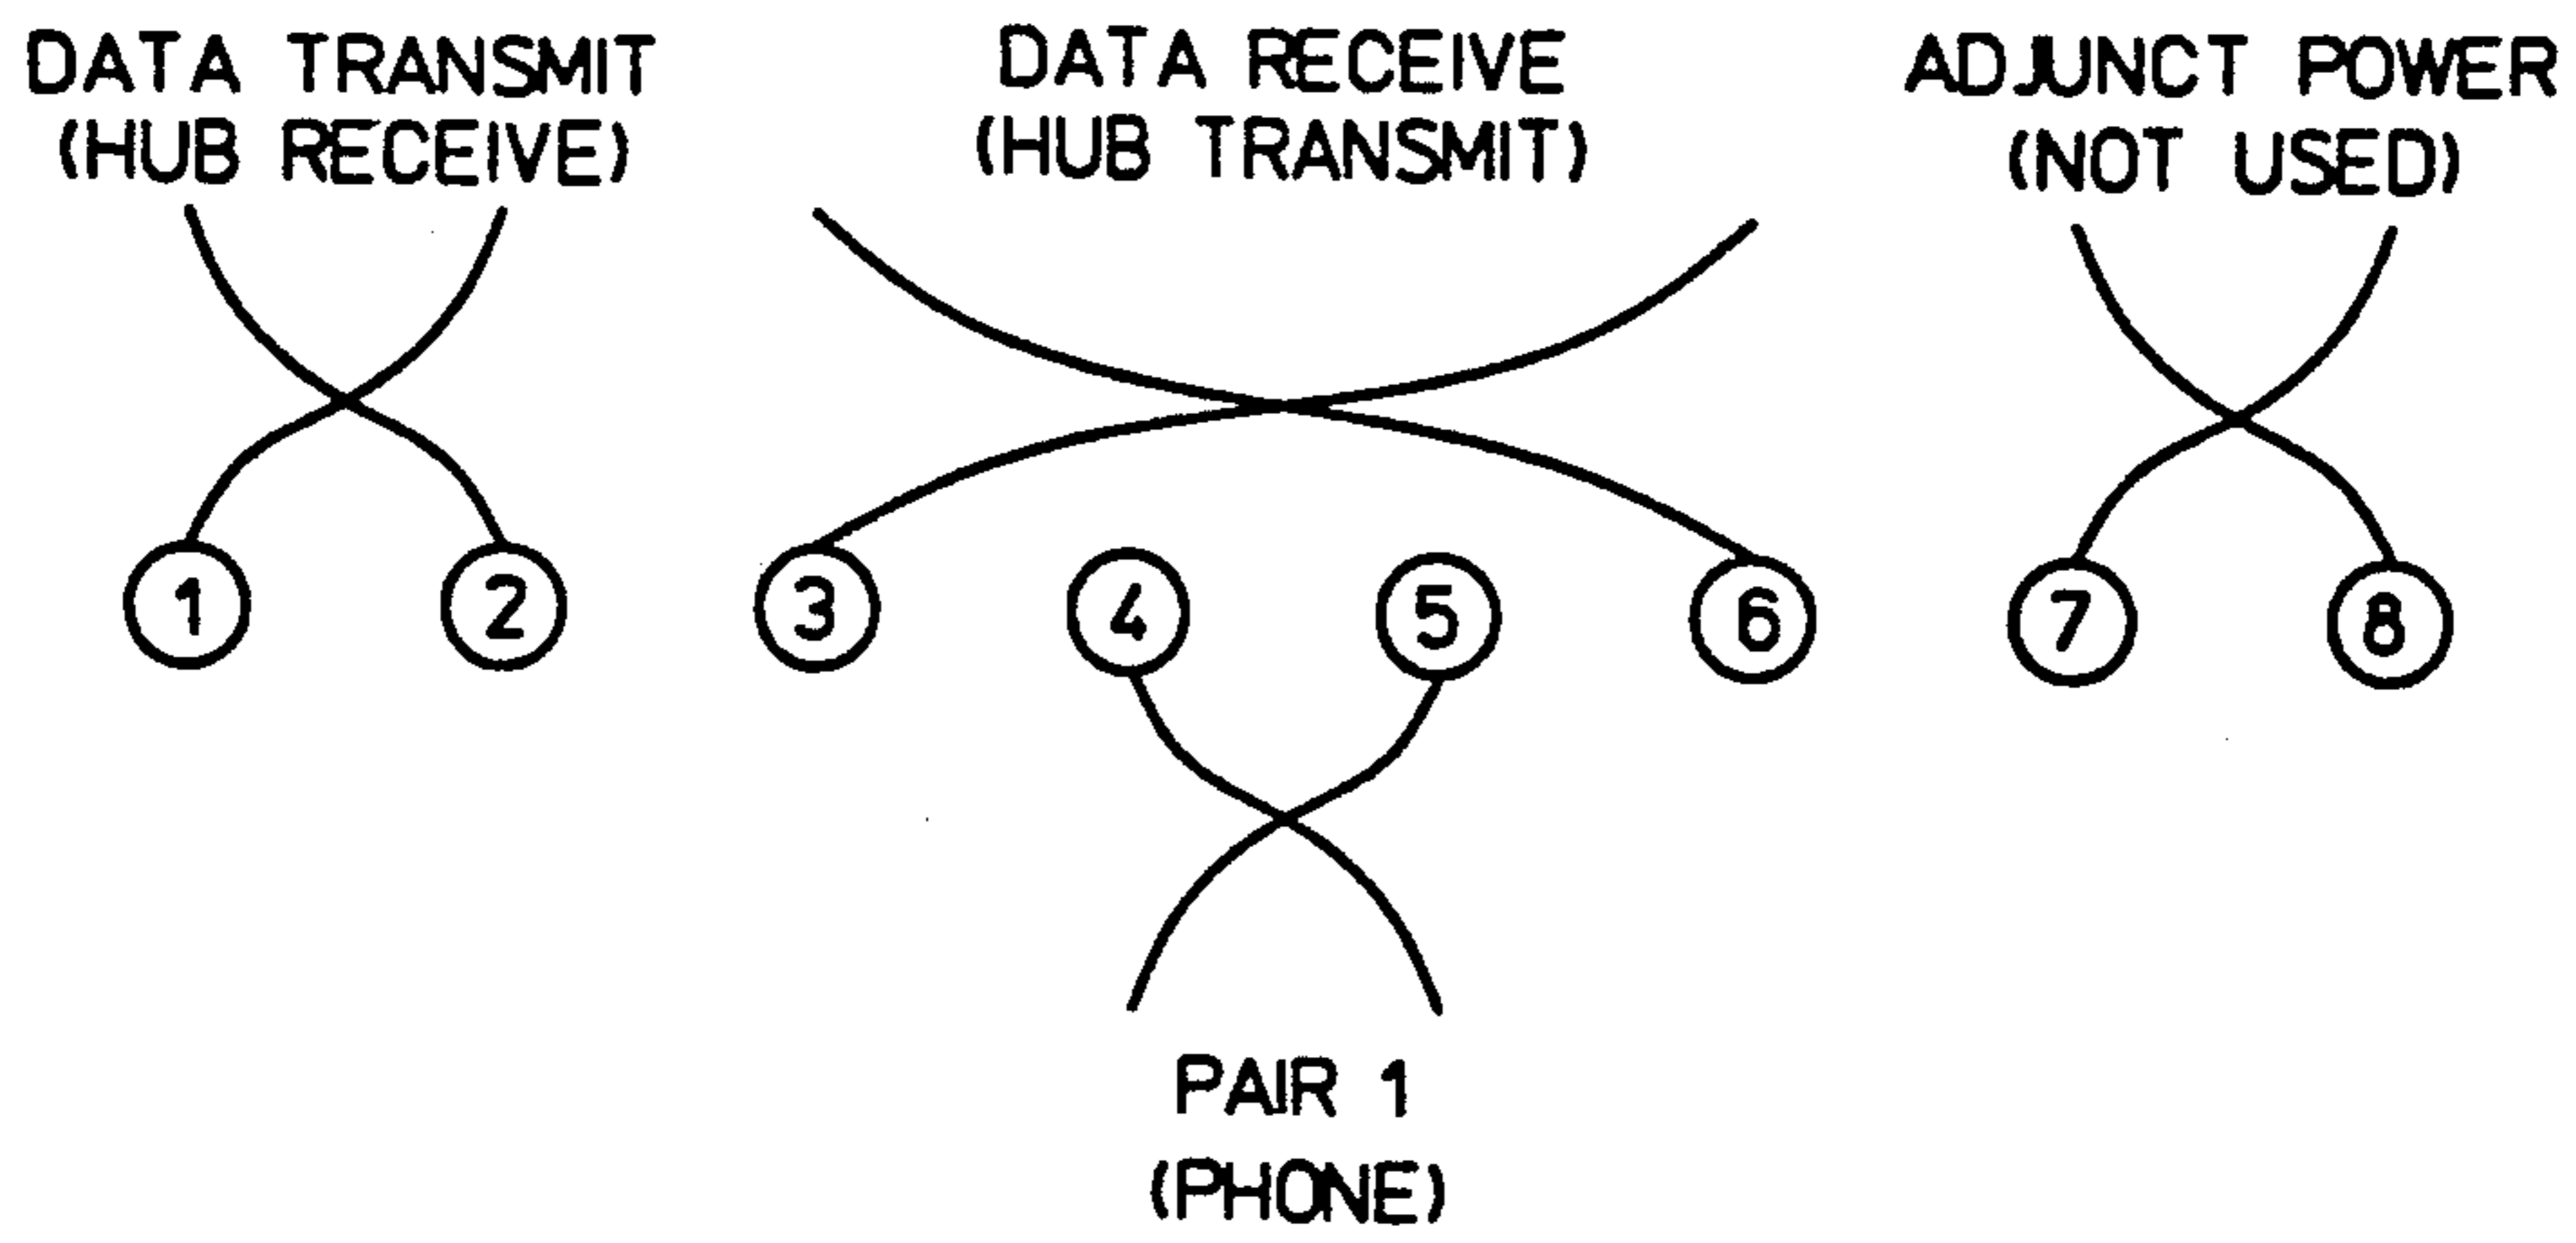 DATA TRANSMIT
(HUB RECEIVE)
DATA RECEIVE
(HUB TRANSMIT)
ADJUNCT POWER
(NOT USED)
1 2 3 4 5 6 7 8
PAIR 1
(PHONE)